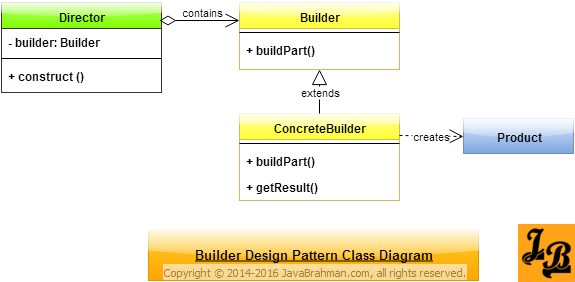 Director
contains
Builder
- builder: Builder
+ buildPart()
+ construct ()
extends
ConcreteBuilder
creates
Product
+ buildPart()
+ getResult()
Builder Design Pattern Class Diagram
Copyright © 2014-2016 JavaBrahman.com, all rights reserved.
JB